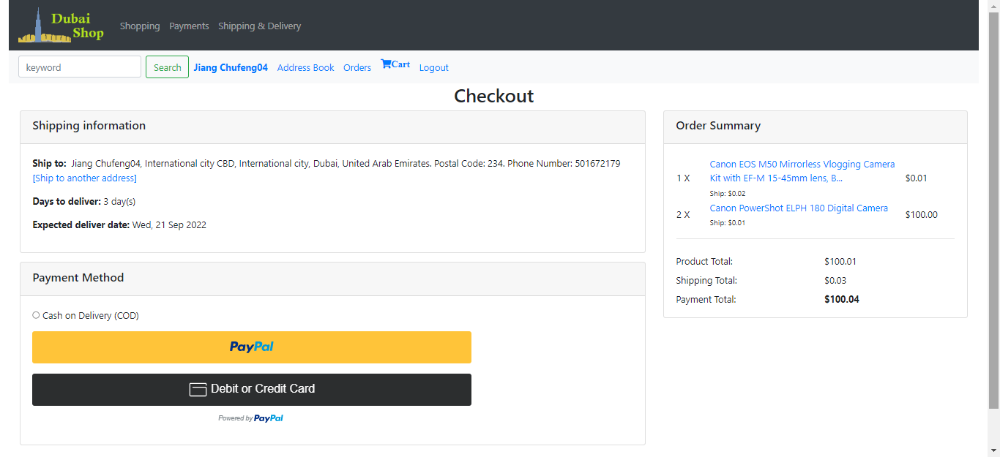 Dubai
Shop
Shopping Payments Shipping & Delivery
keyword Search Jiang Chufeng04 Address Book Orders Cart Logout
Checkout
Shipping information
Ship to: Jiang Chufeng04, International city CBD, International city, Dubai, United Arab Emirates. Postal Code: 234. Phone Number: 501672179
[Ship to another address]
Days to deliver: 3 day(s)
Expected deliver date: Wed, 21 Sep 2022
Payment Method
Cash on Delivery (COD)
PayPal
Debit or Credit Card
Powered by PayPal
Order Summary
Canon EOS M50 Mirrorless Vlogging Camera
1 X Kit with EF-M 15-45mm lens, B... $0.01
Ship: $0.02
Canon PowerShot ELPH 180 Digital Camera
2 X $100.00
Ship: $0.01
Product Total: $100.01
Shipping Total: $0.03
Payment Total: $100.04